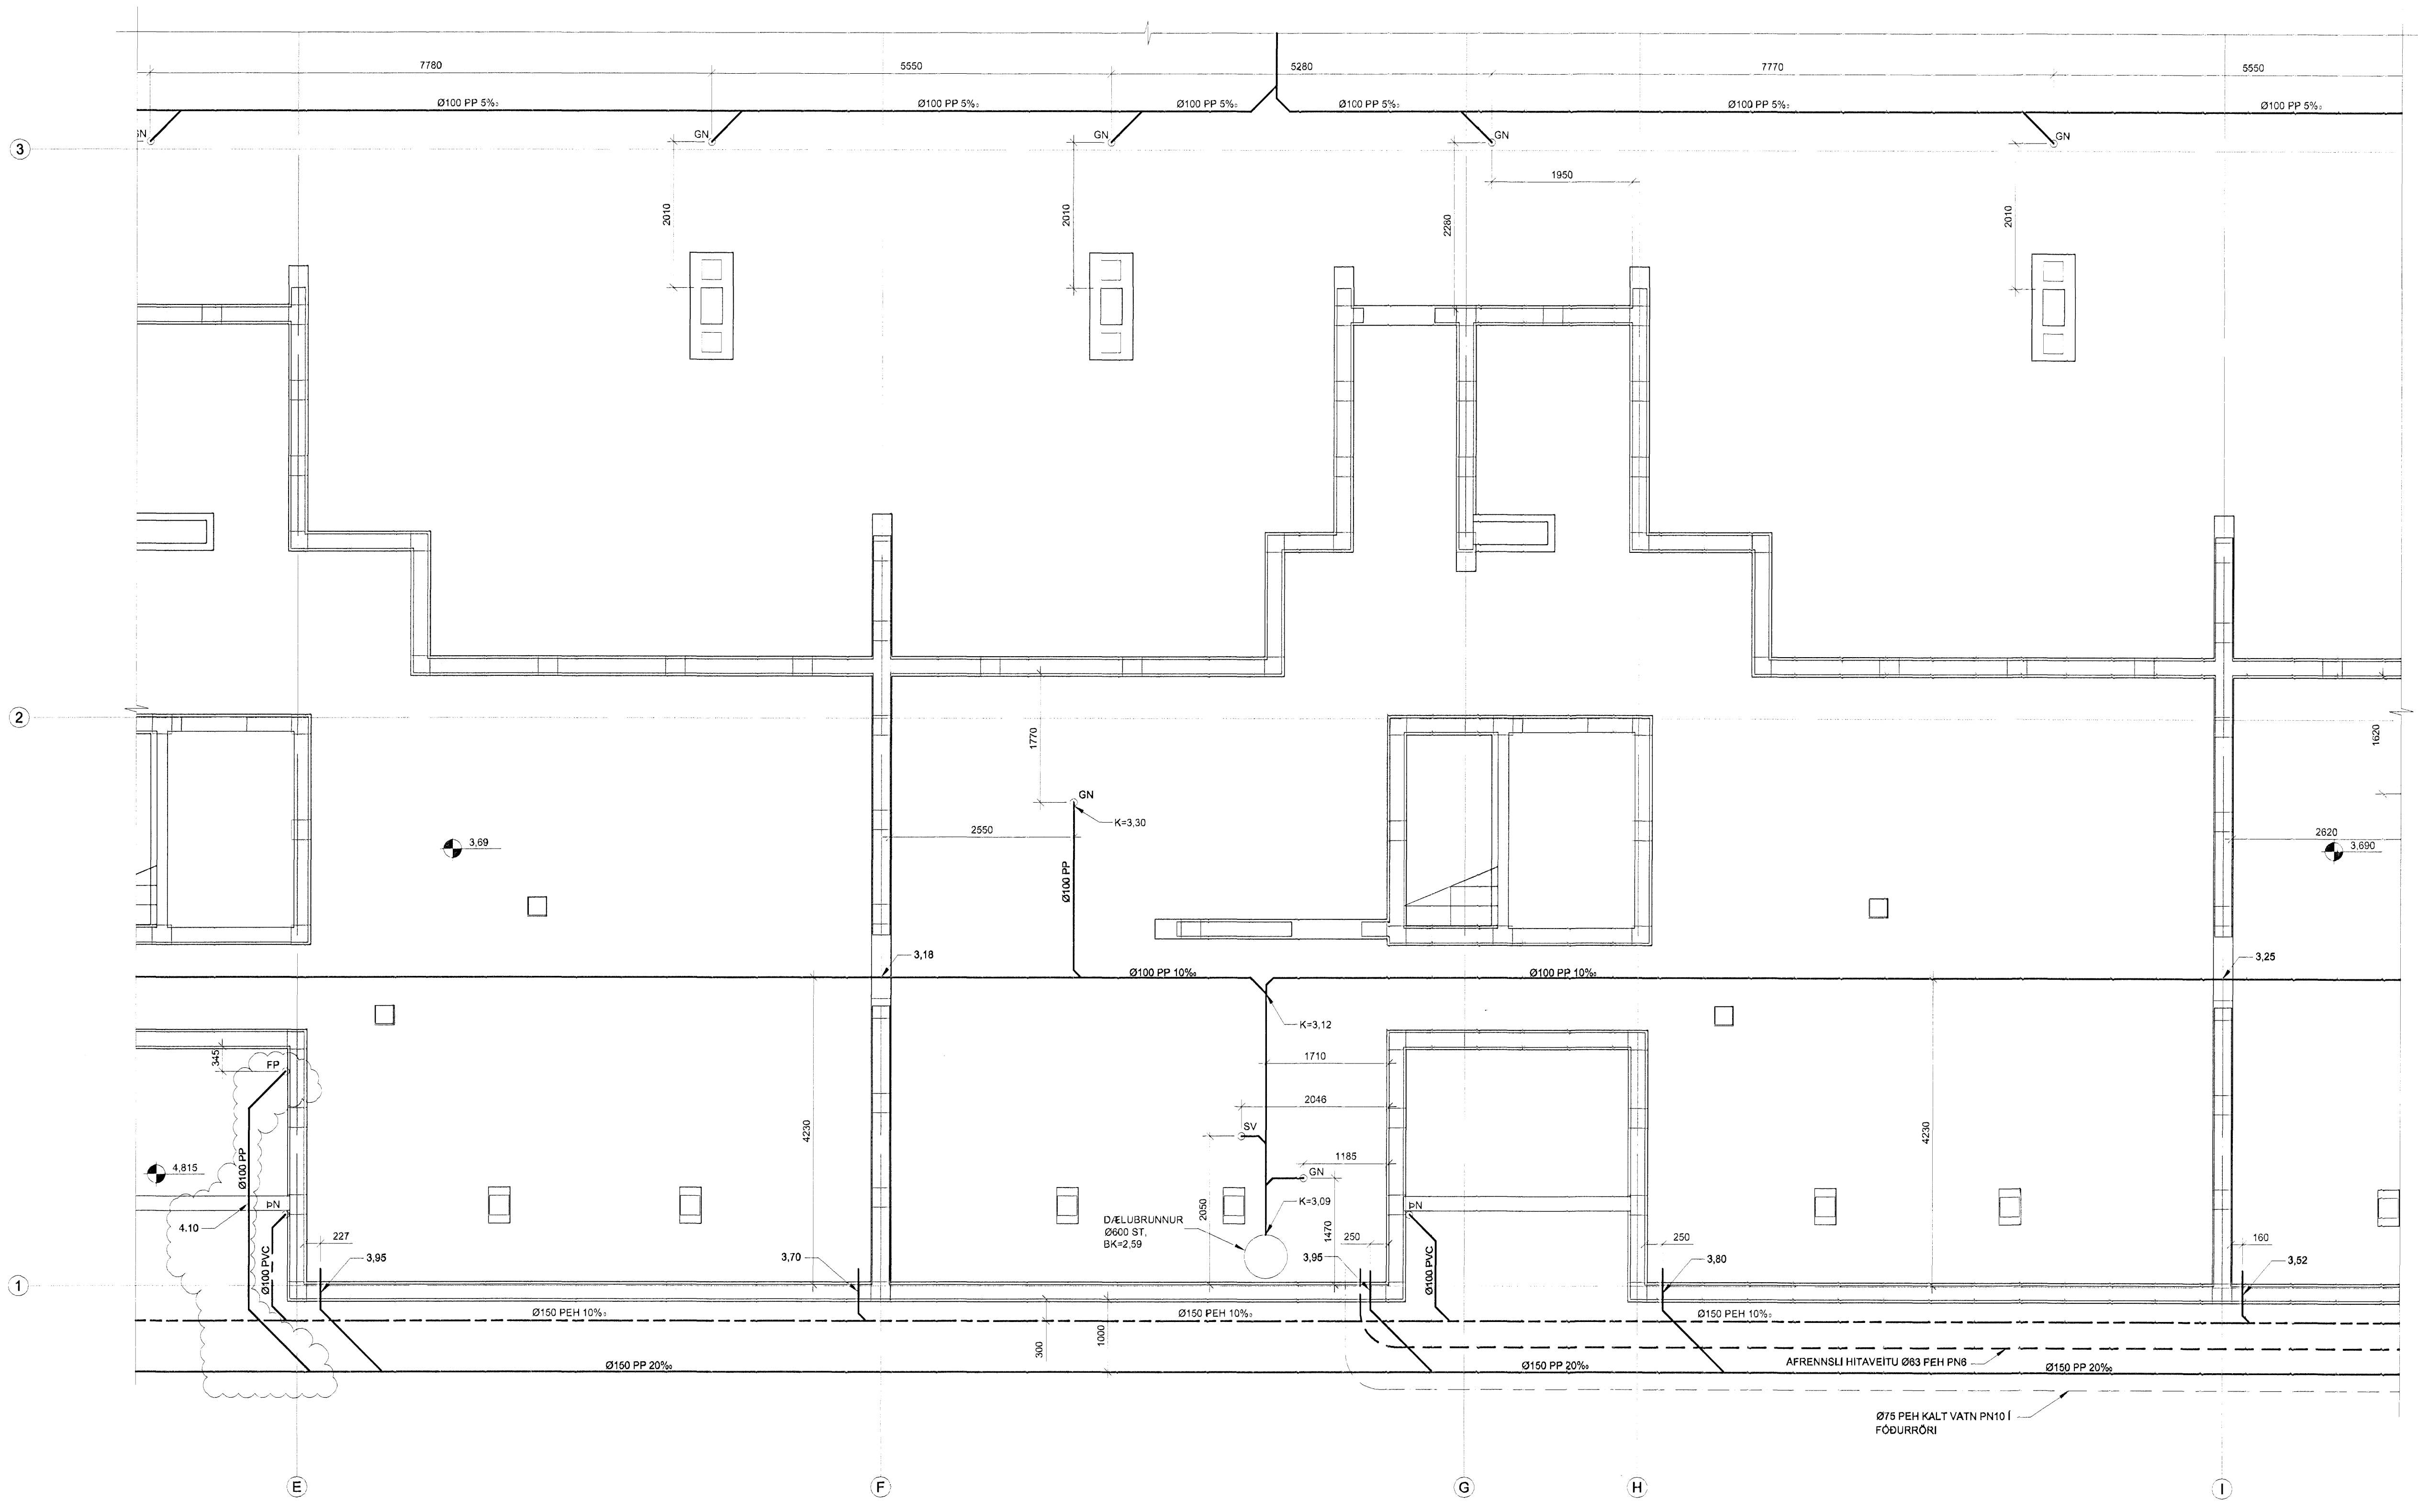 7780
5550
5280
7770
5550
Ø100 PP 5‰
Ø100 PP 5‰
Ø100 PP 5‰
Ø100 PP 5‰
Ø100 PP 5‰
Ø100 PP 5‰
GN
GN
GN
GN
GN
3
1950
2010
2010
2280
2010
2
1770
1620
GN
K=3,30
2550
2620
3,69
3,690
Ø100 PP
3,18
3,25
Ø100 PP 10‰
Ø100 PP 10‰
K=3,12
345
FP
1710
2046
4230
4230
SV
1185
GN
4,815
Ø100 PP
ÞN
ÞN
4.10
K=3,09
2050
1470
DÆLUBRUNNUR
Ø600 ST,
BK=2,59
227
250
250
160
3,95
3,70
3,95
3,80
3,52
Ø100 PVC
Ø100 PVC
1
Ø150 PEH 10‰
Ø150 PEH 10‰
Ø150 PEH 10‰
300
1000
Ø150 PP 20‰
Ø150 PP 20‰
Ø150 PP 20‰
AFRENNSLI HITAVEITU Ø63 PEH PN6
Ø75 PEH KALT VATN PN10 Í
FÓÐURRÖRI
E
F
G
H
I